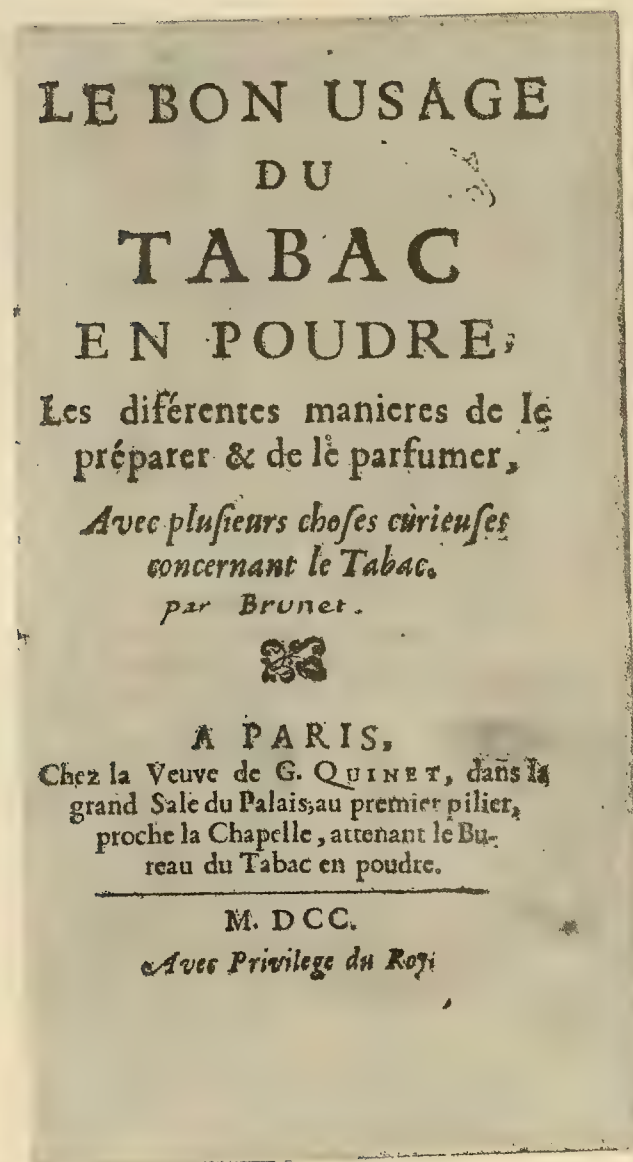 LE BON USAGE
DU
TABAC
EN POUDRE,
Les diférentes manieres de le
préparer & de le parfumer,
Avec pluſieurs choſes curieuſes
concernant le Tabac.
par Brunet.
A PARIS,
Chez la Veuve de G. QUINET, dans la
grand Sale du Palais, au premier pilier,
proche la Chapelle, attenant le Bu-
reau du Tabac en poudre.
M. DCC.
Avec Privilege du Roy.